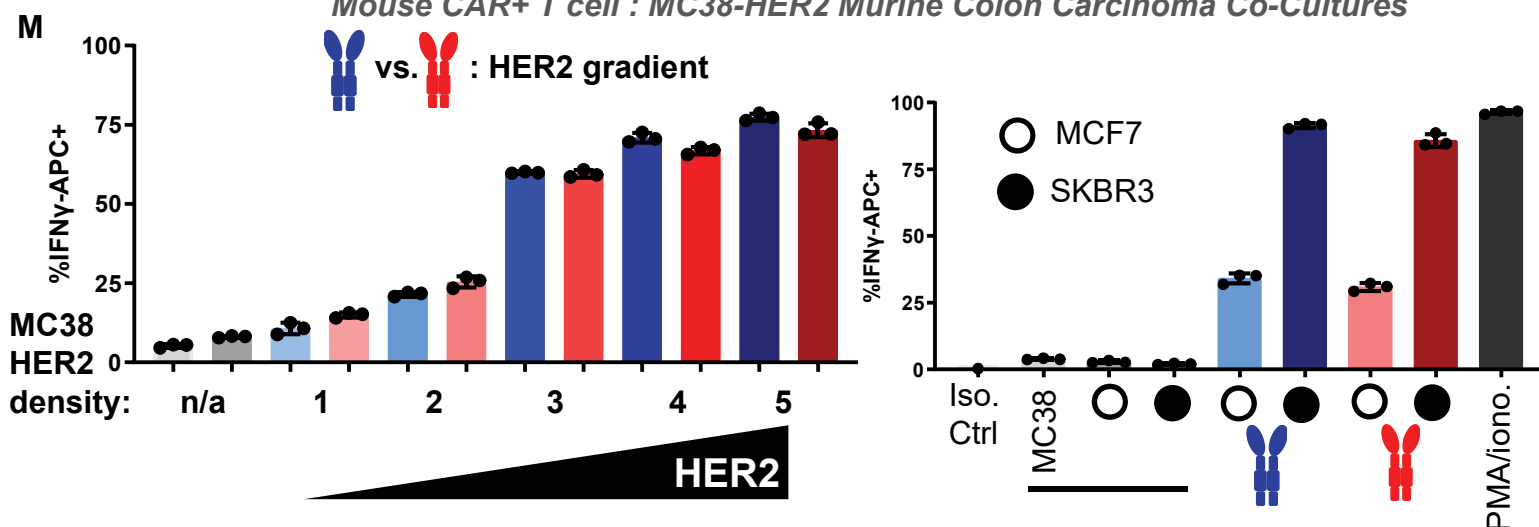 Mouse CAR+ T cell : MC38-HER2 Murine Colon Carcinoma Co-Cultures
M
vs. : HER2 gradient
%IFNγ-APC+
100
75
50
25
0
MC38
HER2
density: n/a 1 2 3 4 5
HER2
%IFNγ-APC+
100
75
50
25
0
MCF7
SKBR3
Iso.
Ctrl
MC38
PMA/iono.